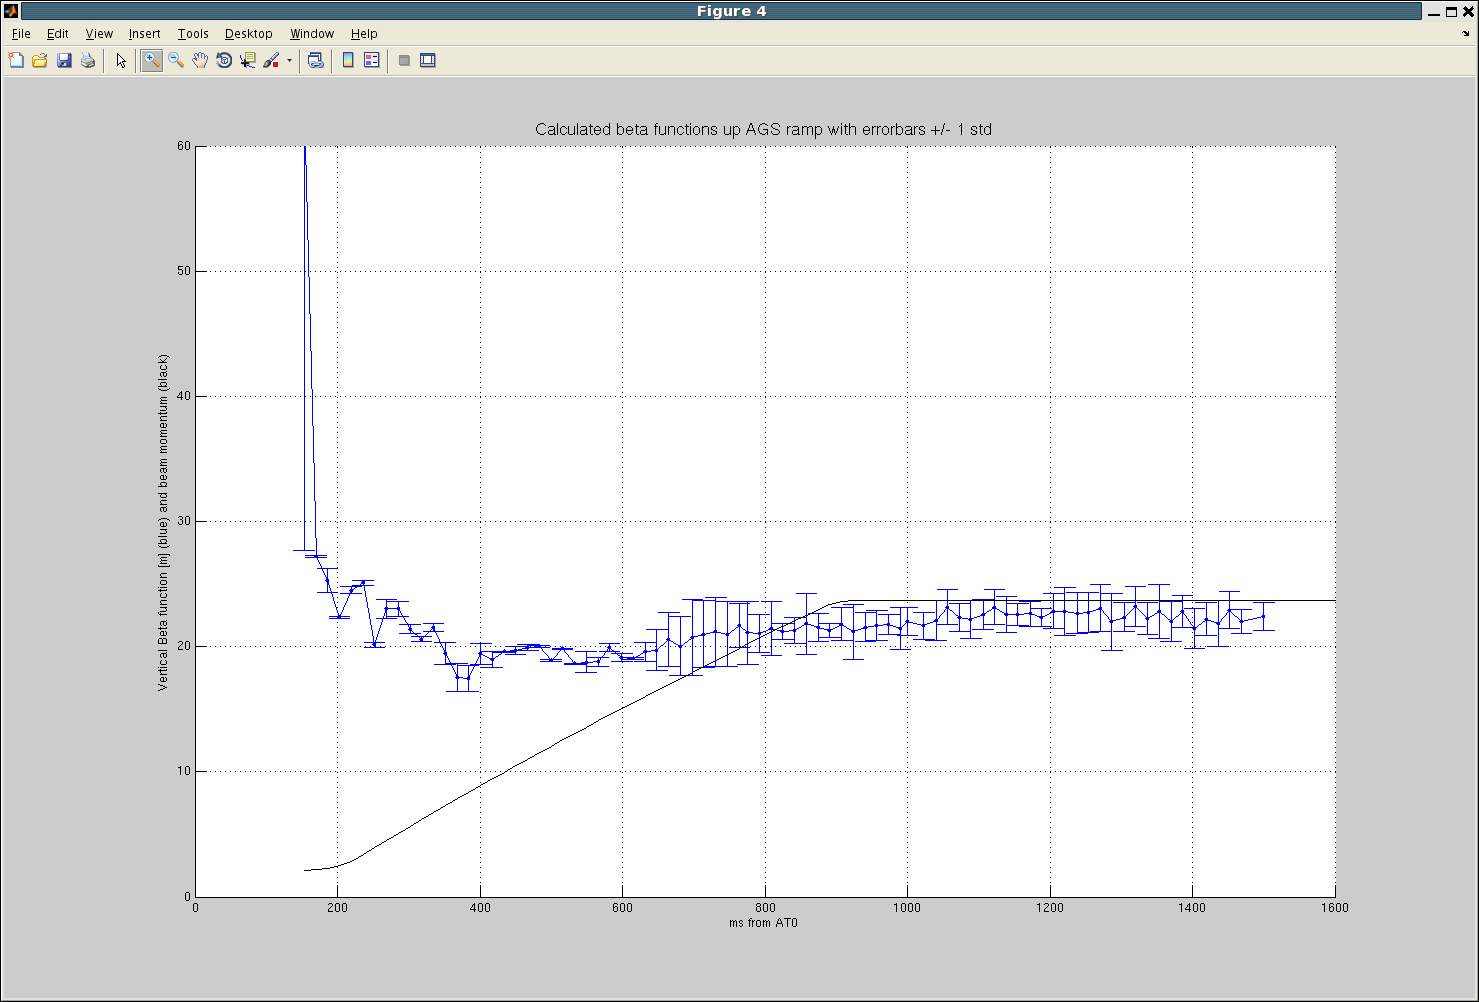 Figure 4
File Edit View Insert Tools Desktop Window Help
Calculated beta functions up AGS ramp with errorbars +/- 1 std
Vertical Beta function [m] (blue) and beam momentum (black)
60
50
40
30
20
10
0
0 200 400 600 800 1000 1200 1400 1600
ms from AT0